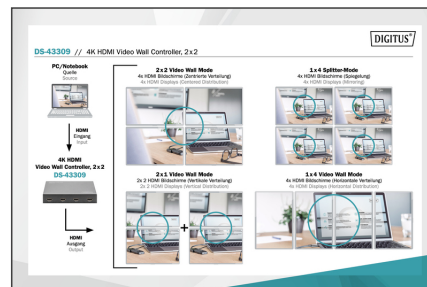 DIGITUS®
DS-43309 // 4K HDMI Video Wall Controller, 2x2
PC/Notebook
Quelle
Source
HDMI
Eingang
Input
4K HDMI
Video Wall Controller, 2x2
DS-43309
HDMI
Ausgang
Output
2x2 Video Wall Mode
4x HDMI Bildschirme (Zentrierte Verteilung)
4x HDMI Displays (Centered Distribution)
1x4 Splitter-Mode
4x HDMI Bildschirme (Spiegelung)
4x HDMI Displays (Mirroring)
2x1 Video Wall Mode
2x 2 HDMI Bildschirme (Vertikale Verteilung)
2x 2 HDMI Displays (Vertical Distribution)
+
1x4 Video Wall Mode
4x HDMI Bildschirme (Horizontale Verteilung)
4x HDMI Displays (Horizontal Distribution)